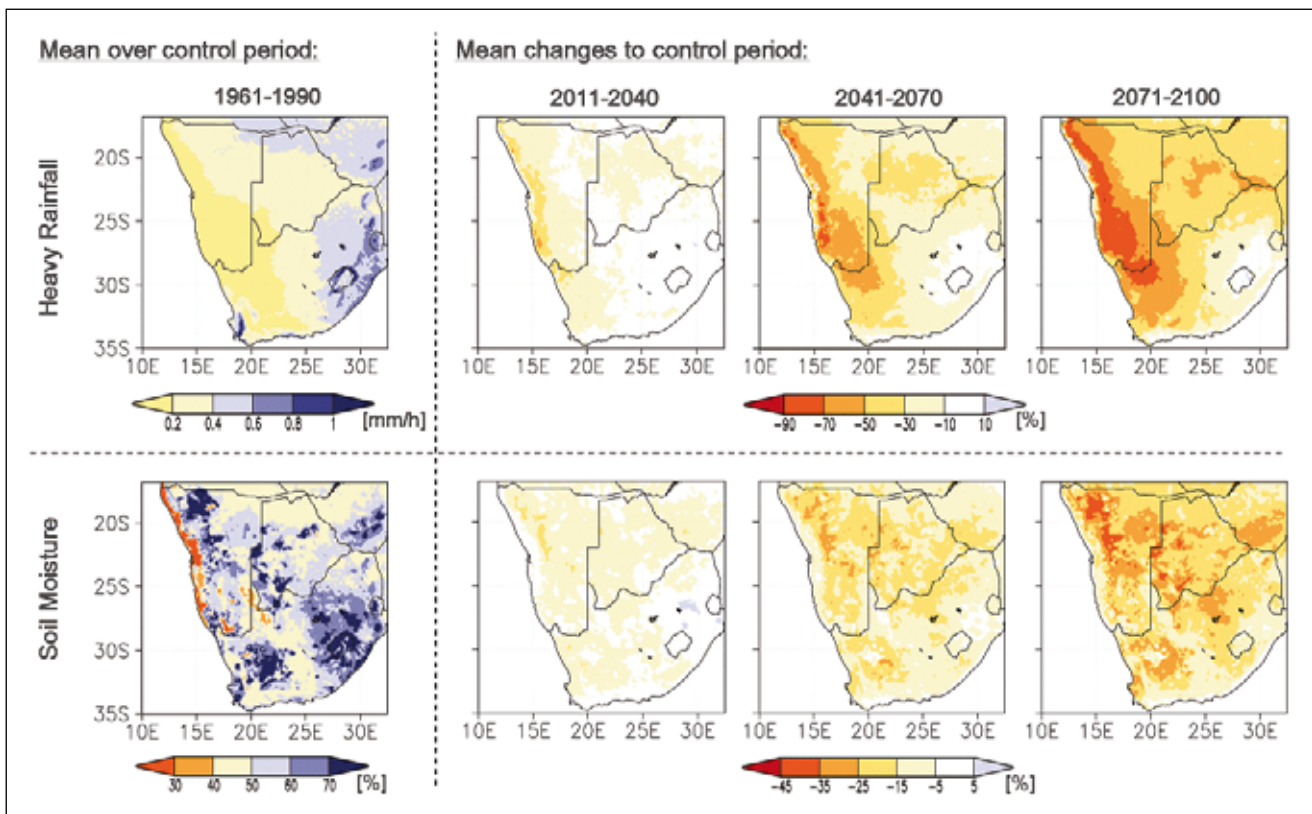 Mean over control period:
Mean changes to control period:
1961-1990
2011-2040
2041-2070
2071-2100
Heavy Rainfall
20S
25S
30S
35S
10E 15E 20E 25E 30E
10E 15E 20E 25E 30E
10E 15E 20E 25E 30E
10E 15E 20E 25E 30E
0.2 0.4 0.6 0.8 1 [mm/h]
-90 -70 -50 -30 -10 10 [%]
Soil Moisture
20S
25S
30S
35S
10E 15E 20E 25E 30E
10E 15E 20E 25E 30E
10E 15E 20E 25E 30E
10E 15E 20E 25E 30E
30 40 50 60 70 [%]
-45 -35 -25 -15 -5 5 [%]